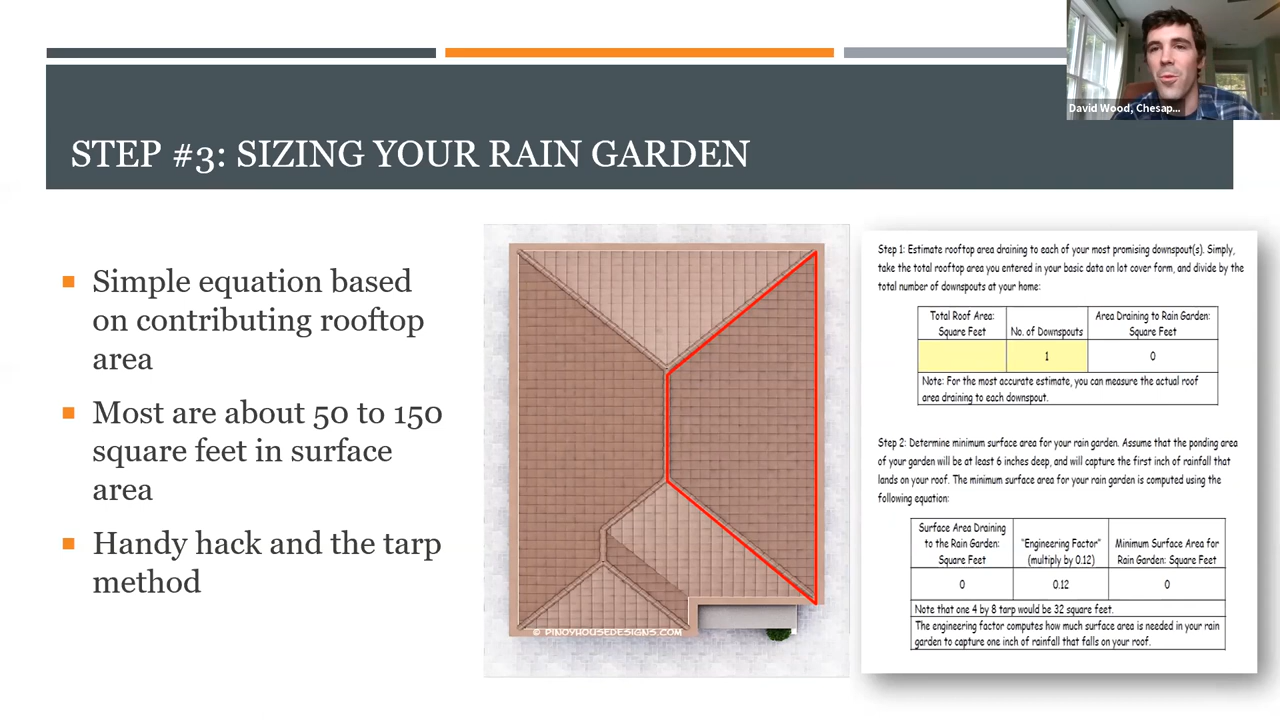 David Wood, Chesap...
STEP #3: SIZING YOUR RAIN GARDEN
Simple equation based
on contributing rooftop
area
Most are about 50 to 150
square feet in surface
area
Handy hack and the tarp
method
© PINOYHOUSEDESIGNS.COM
Step 1: Estimate rooftop area draining to each of your most promising downspout(s). Simply,
take the total rooftop area you entered in your basic data on lot cover form, and divide by the
total number of downspouts at your home:
Total Roof Area:
Square Feet
No. of Downspouts
Area Draining to Rain Garden:
Square Feet
1
0
Note: For the most accurate estimate, you can measure the actual roof
area draining to each downspout.
Step 2: Determine minimum surface area for your rain garden. Assume that the ponding area
of your garden will be at least 6 inches deep, and will capture the first inch of rainfall that
lands on your roof. The minimum surface area for your rain garden is computed using the
following equation:
Surface Area Draining
to the Rain Garden:
Square Feet
"Engineering Factor"
(multiply by 0.12)
Minimum Surface Area for
Rain Garden: Square Feet
0
0.12
0
Note that one 4 by 8 tarp would be 32 square feet.
The engineering factor computes how much surface area is needed in your rain
garden to capture one inch of rainfall that falls on your roof.